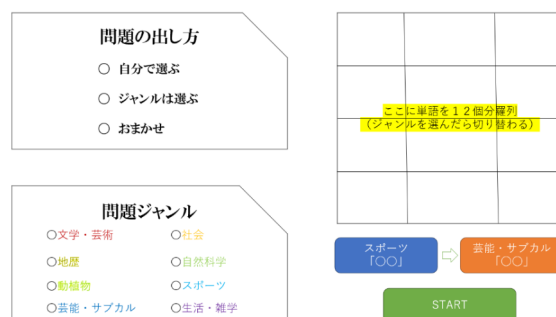 問題の出し方
○ 自分で選ぶ
○ ジャンルは選ぶ
○ おまかせ
問題ジャンル
○文学・芸術
○社会
○地歴
○自然科学
○動植物
○スポーツ
○芸能・サブカル
○生活・雑学
ここに単語を12個分羅列
（ジャンルを選んだら切り替わる）
スポーツ
「○○」
芸能・サブカル
「○○」
START